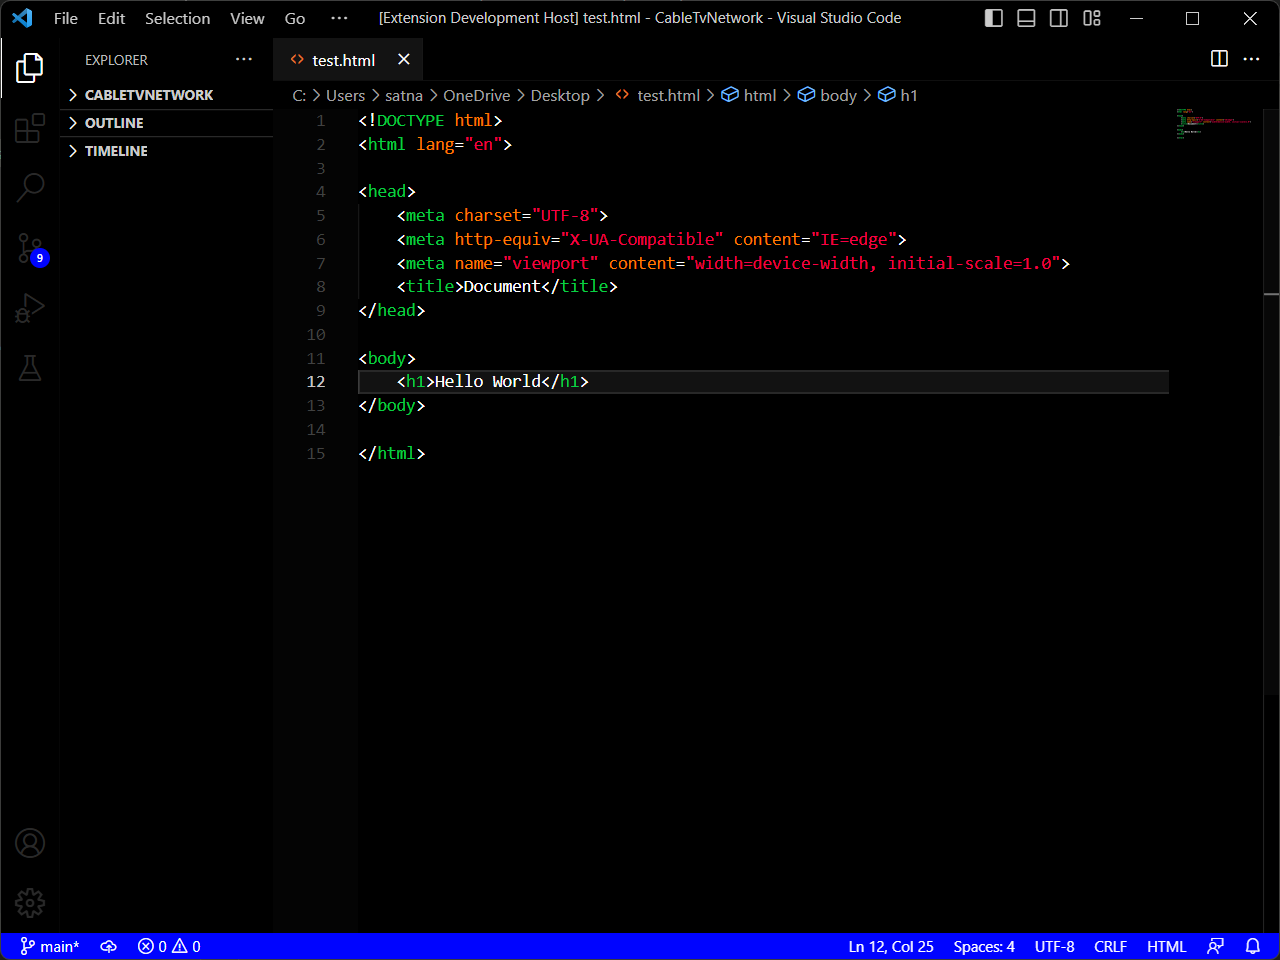 File Edit Selection View Go ··· [Extension Development Host] test.html - CableTvNetwork - Visual Studio Code
EXPLORER ···
test.html
CABLETVNETWORK
OUTLINE
TIMELINE
9
C: > Users > satna > OneDrive > Desktop > test.html > html > body > h1
1 <!DOCTYPE html>
2 <html lang="en">
3
4 <head>
5     <meta charset="UTF-8">
6     <meta http-equiv="X-UA-Compatible" content="IE=edge">
7     <meta name="viewport" content="width=device-width, initial-scale=1.0">
8     <title>Document</title>
9 </head>
10
11 <body>
12     <h1>Hello World</h1>
13 </body>
14
15 </html>
main* 0 0 Ln 12, Col 25 Spaces: 4 UTF-8 CRLF HTML